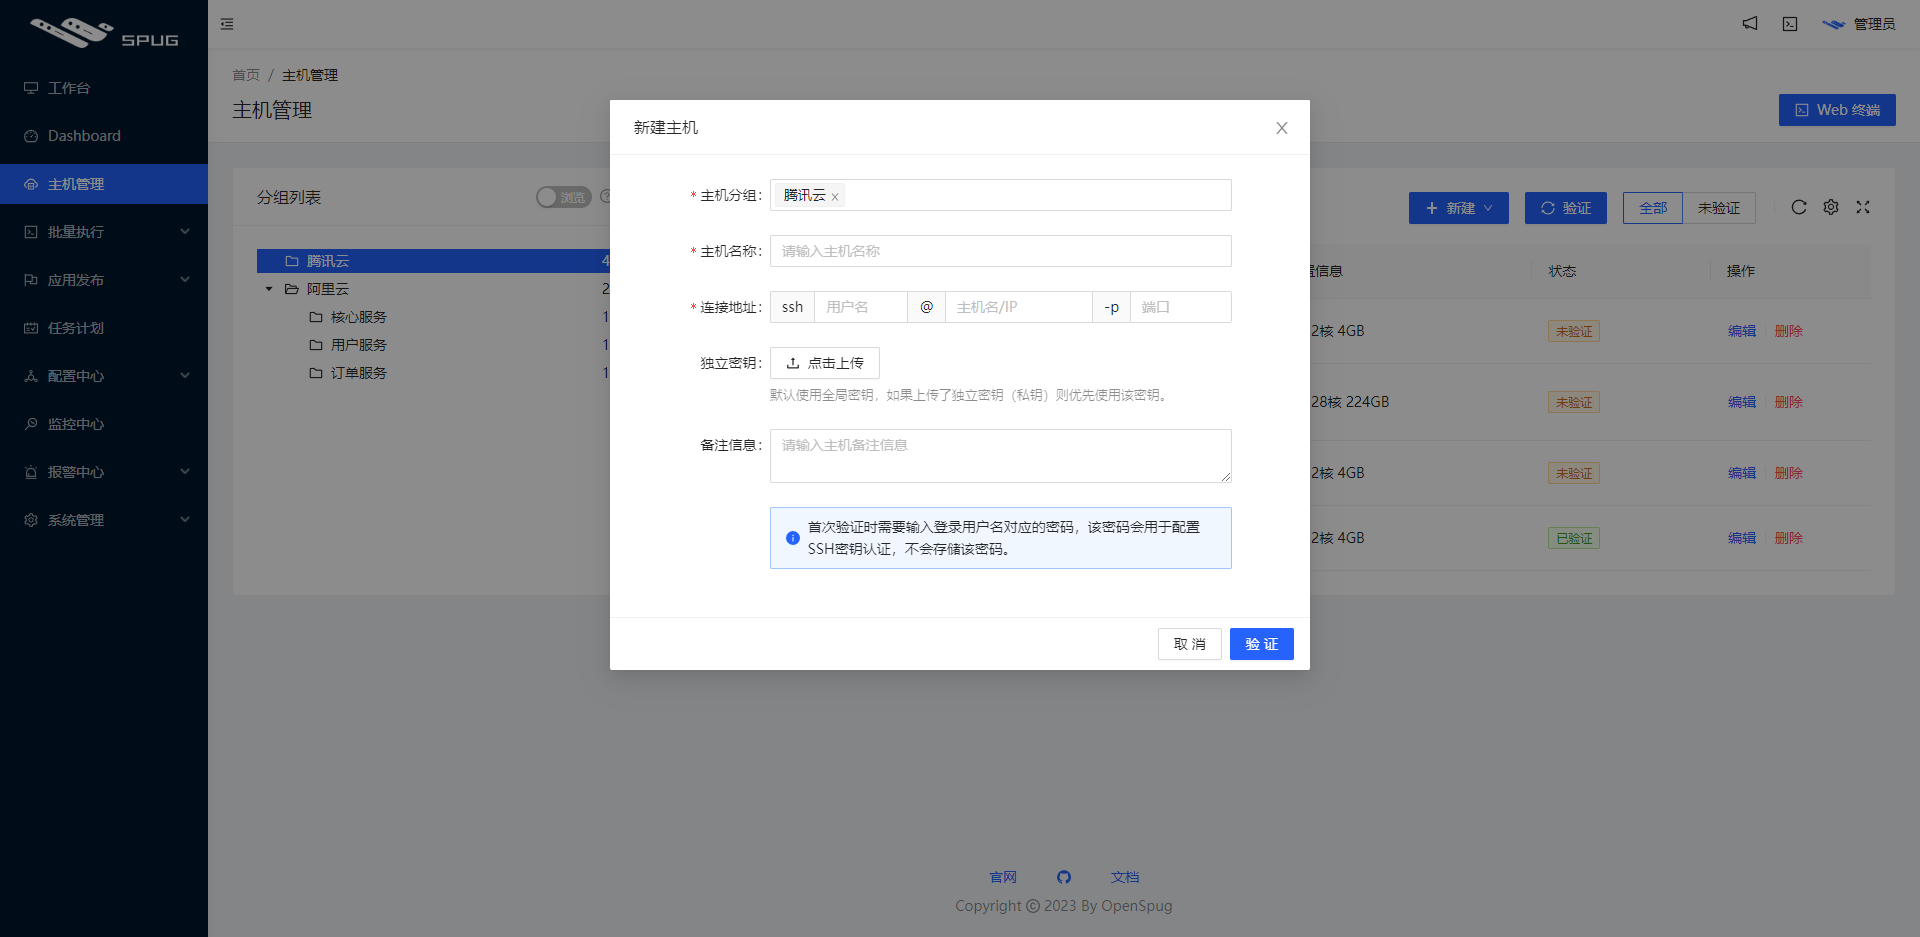 SPUG
工作台
Dashboard
主机管理
批量执行
应用发布
任务计划
配置中心
监控中心
报警中心
系统管理
管理员
首页 / 主机管理
主机管理
Web 终端
分组列表
浏览
腾讯云 4
阿里云 2
核心服务 1
用户服务 1
订单服务 1
新建
验证
全部
未验证
信息 状态 操作
2核 4GB 未验证 编辑 删除
28核 224GB 未验证 编辑 删除
2核 4GB 未验证 编辑 删除
2核 4GB 已验证 编辑 删除
新建主机
* 主机分组: 腾讯云
* 主机名称: 请输入主机名称
* 连接地址: ssh 用户名 @ 主机名/IP -p 端口
独立密钥: 点击上传
默认使用全局密钥，如果上传了独立密钥（私钥）则优先使用该密钥。
备注信息: 请输入主机备注信息
首次验证时需要输入登录用户名对应的密码，该密码会用于配置
SSH密钥认证，不会存储该密码。
取 消
验 证
官网
文档
Copyright © 2023 By OpenSpug